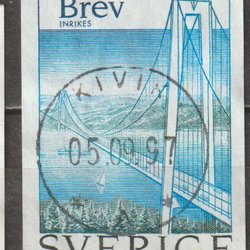 Brev
INRIKES
KIVIK
05.09.97
SVERIGE